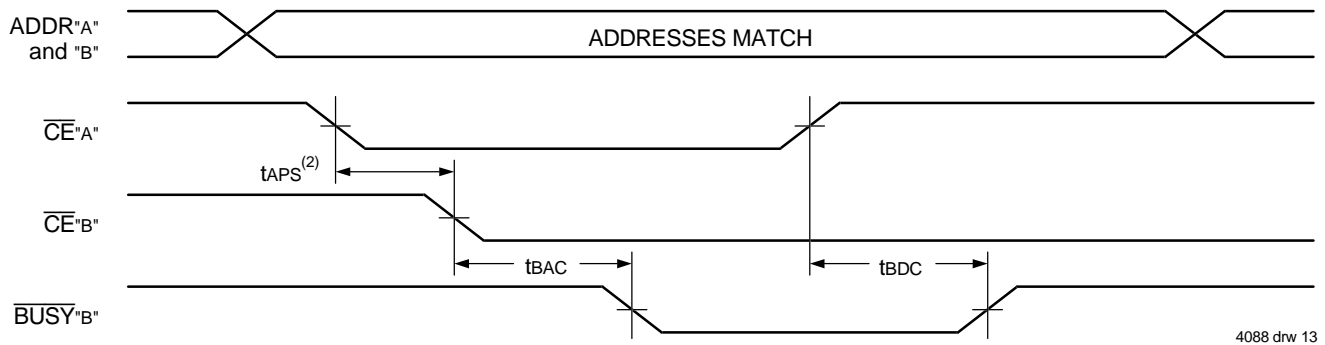 ADDR"A"
and "B"
ADDRESSES MATCH
CE"A"
tAPS(2)
CE"B"
tBAC
tBDC
BUSY"B"
4088 drw 13